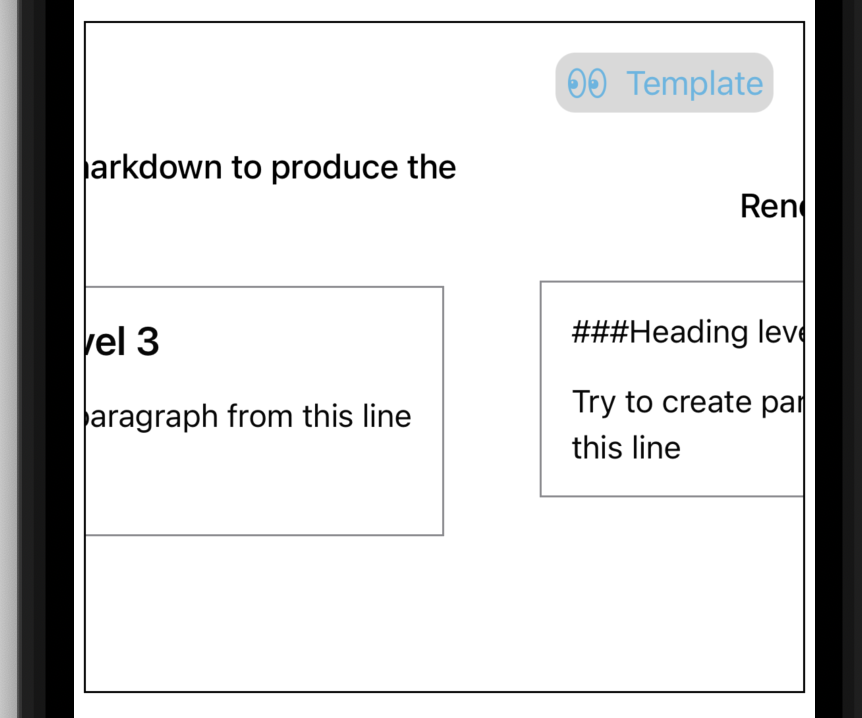 👀 Template
arkdown to produce the
Ren
vel 3
paragraph from this line
###Heading leve
Try to create par
this line